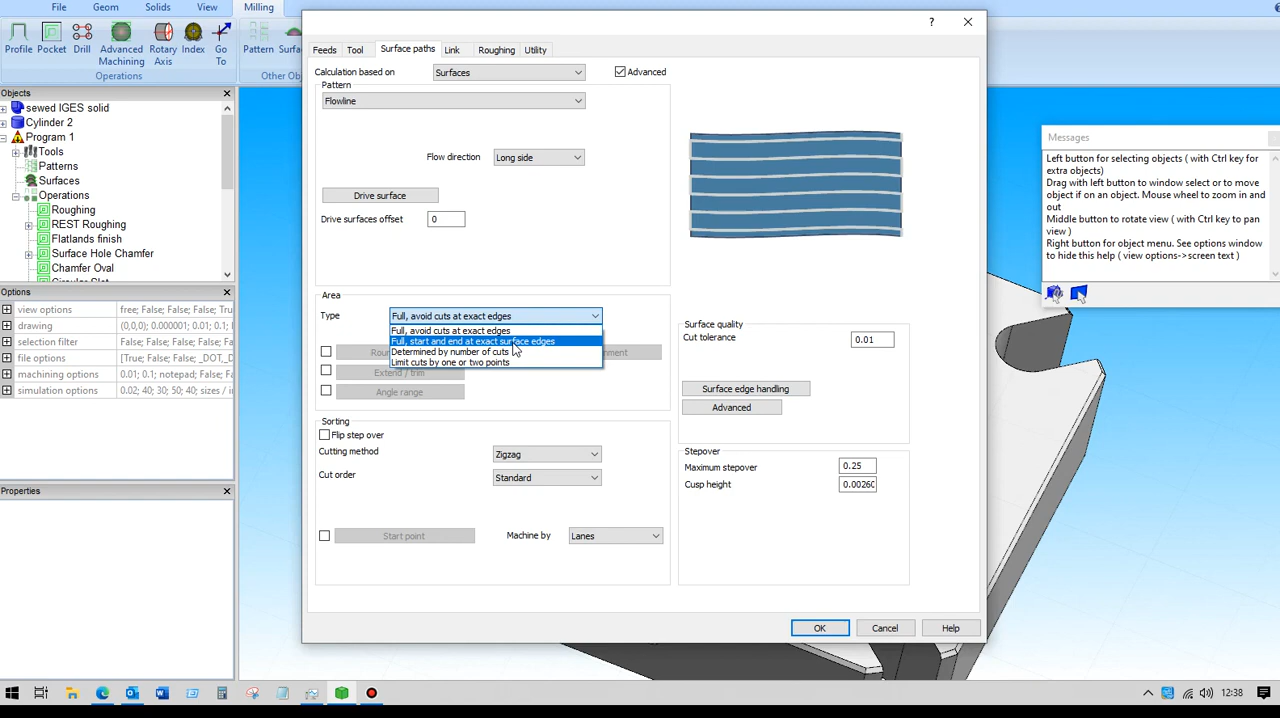 File Geom Solids View Milling
Profile Pocket Drill Advanced Machining Rotary Axis Index Go To Pattern
Operations Other
Objects
sewed IGES solid
Cylinder 2
Program 1
Tools
Patterns
Surfaces
Operations
Roughing
REST Roughing
Flatlands finish
Surface Hole Chamfer
Chamfer Oval
Circular Slot
Options
view options free; False; False; Tru
drawing {(0,0,0); 0.000001; 0.1; 0.1
selection filter {False; False; False; False;
file options {True; False; False; _DOT,_D
machining options 0.01; 0.1; notepad; False; 0
simulation options 0.02; 40; 30; 50; 40; sizes / i
Properties
?
Feeds Tool Surface paths Link Roughing Utility
Calculation based on Surfaces Advanced
Pattern
Flowline
Flow direction Long side
Drive surface
Drive surfaces offset 0
Area
Type Full, avoid cuts at exact edges
Full, avoid cuts at exact edges
Full, start and end at exact surface edges
Determined by number of cuts
Limit cuts by one or two points
Extend / trim
Angle range
Sorting
Flip step over
Cutting method Zigzag
Cut order Standard
Start point Machine by Lanes
Surface quality
Cut tolerance 0.01
Surface edge handling
Advanced
Stepover
Maximum stepover 0.25
Cusp height 0.0026
OK Cancel Help
Messages
Left button for selecting objects ( with Ctrl key for
extra objects)
Drag with left button to window select or to move
object if on an object. Mouse wheel to zoom in and
out
Middle button to rotate view ( with Ctrl key to pan
view )
Right button for object menu. See options window
to hide this help ( view options->screen text )
12:38